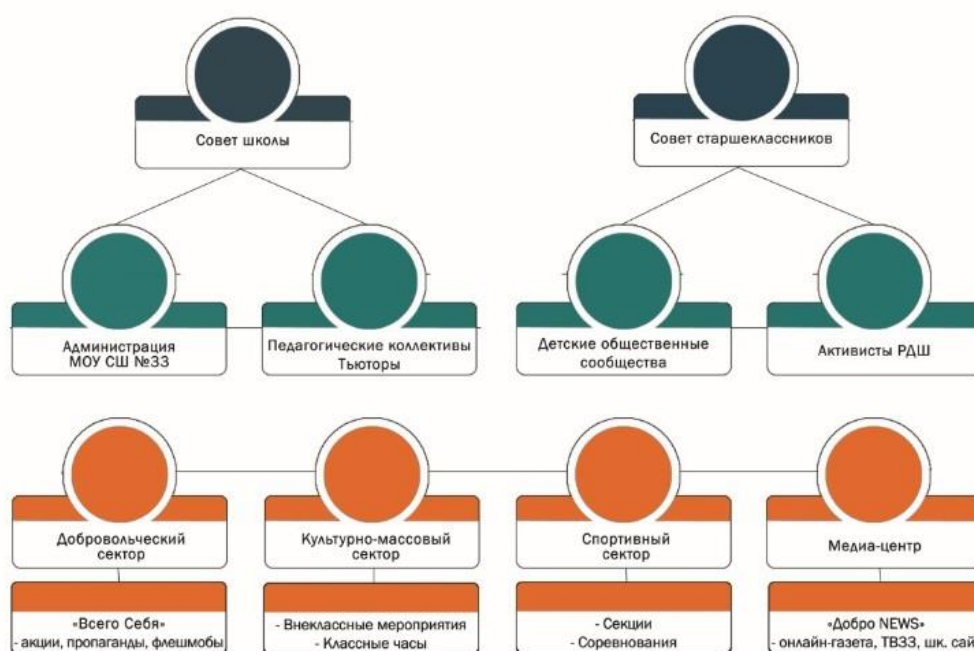 Совет школы
Совет старшеклассников
Администрация
МОУ СШ №33
Педагогические коллективы
Тьюторы
Детские общественные
сообщества
Активисты РДШ
Добровольческий
сектор
Культурно-массовый
сектор
Спортивный
сектор
Медиа-центр
«Всего Себя»
- акции, пропаганды, флешмобы
- Внеклассные мероприятия
- Классные часы
- Секции
- Соревнования
«Добро NEWS»
- онлайн-газета, ТВ33, шк. сай